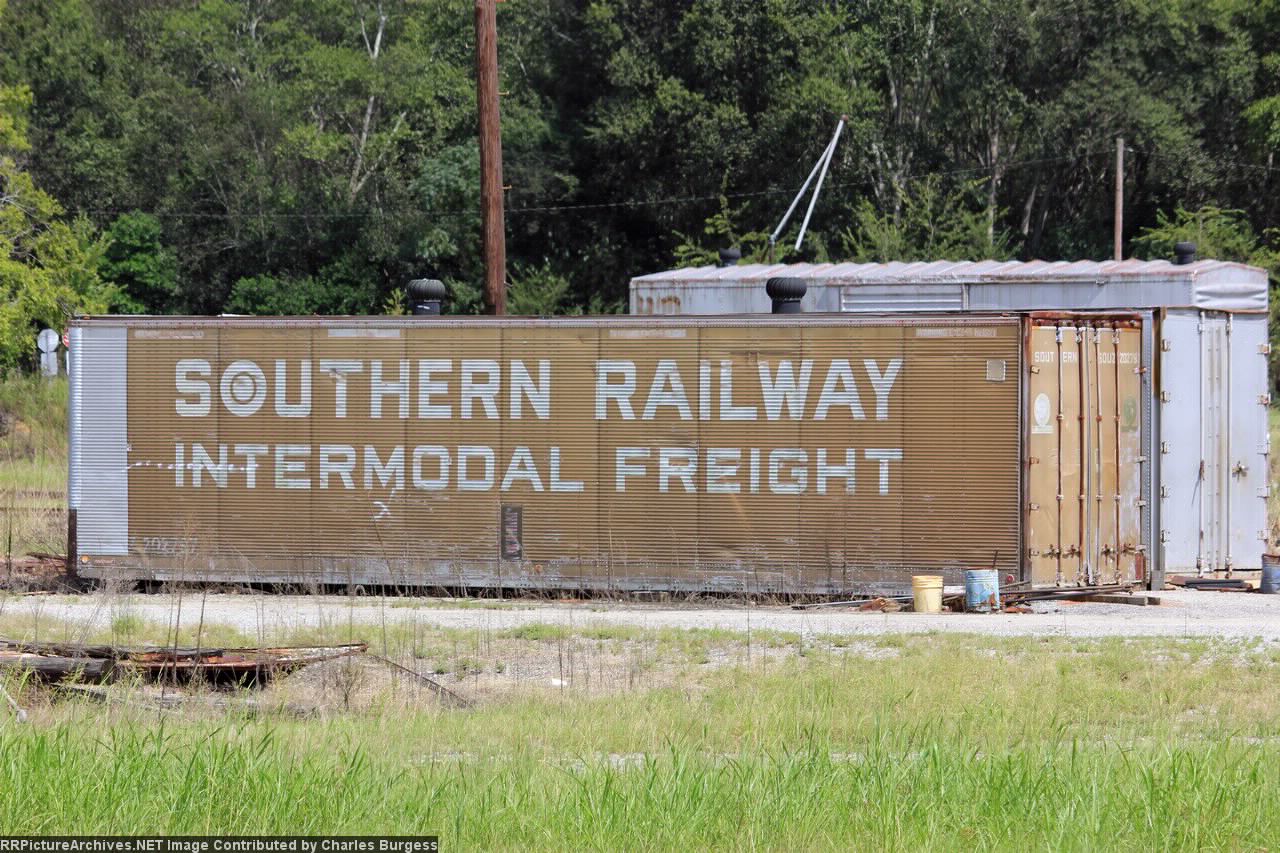 SOUTHERN RAILWAY
INTERMODAL FREIGHT
SOUTHERN
RRPictureArchives.NET Image Contributed by Charles Burgess